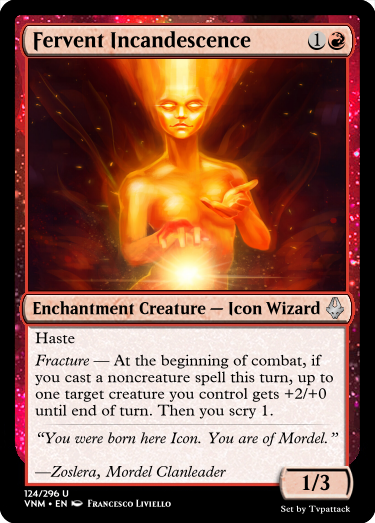 Fervent Incandescence 1
Enchantment Creature — Icon Wizard
Haste
Fracture — At the beginning of combat, if
you cast a noncreature spell this turn, up to
one target creature you control gets +2/+0
until end of turn. Then you scry 1.
“You were born here Icon. You are of Mordel.”
—Zoslera, Mordel Clanleader
1/3
124/296 U
VNM • EN Francesco Liviello
Set by Tvpattack